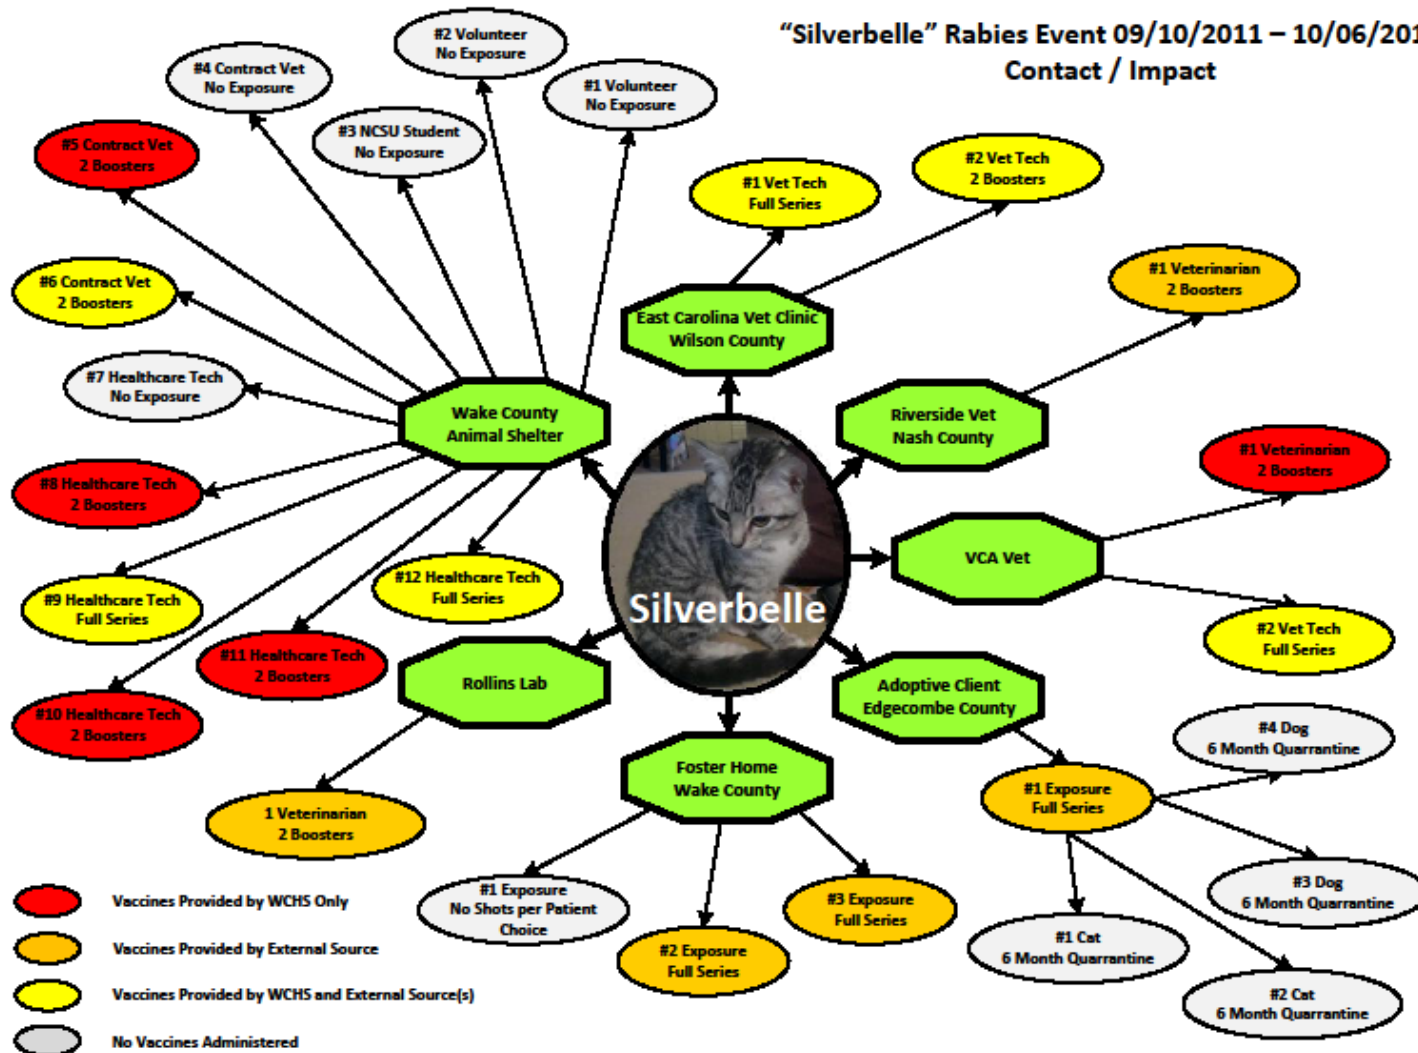 “Silverbelle” Rabies Event 09/10/2011 – 10/06/201
Contact / Impact
#2 Volunteer
No Exposure
#4 Contract Vet
No Exposure
#1 Volunteer
No Exposure
#3 NCSU Student
No Exposure
#5 Contract Vet
2 Boosters
#2 Vet Tech
2 Boosters
#1 Vet Tech
Full Series
#6 Contract Vet
2 Boosters
#1 Veterinarian
2 Boosters
East Carolina Vet Clinic
Wilson County
#7 Healthcare Tech
No Exposure
Wake County
Animal Shelter
Riverside Vet
Nash County
#8 Healthcare Tech
2 Boosters
#1 Veterinarian
2 Boosters
VCA Vet
#12 Healthcare Tech
Full Series
#9 Healthcare Tech
Full Series
Silverbelle
#2 Vet Tech
Full Series
#11 Healthcare Tech
2 Boosters
Rollins Lab
Adoptive Client
Edgecombe County
#10 Healthcare Tech
2 Boosters
#4 Dog
6 Month Quarrantine
Foster Home
Wake County
#1 Exposure
Full Series
1 Veterinarian
2 Boosters
#3 Dog
6 Month Quarrantine
#1 Exposure
No Shots per Patient
Choice
#3 Exposure
Full Series
#2 Exposure
Full Series
#1 Cat
6 Month Quarrantine
#2 Cat
6 Month Quarrantine
Vaccines Provided by WCHS Only
Vaccines Provided by External Source
Vaccines Provided by WCHS and External Source(s)
No Vaccines Administered